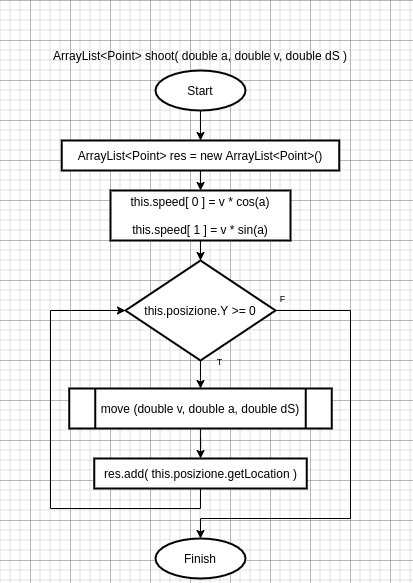 ArrayList<Point> shoot( double a, double v, double dS )
Start
ArrayList<Point> res = new ArrayList<Point>()
this.speed[ 0 ] = v * cos(a)
this.speed[ 1 ] = v * sin(a)
this.posizione.Y >= 0
F
T
move (double v, double a, double dS)
res.add( this.posizione.getLocation )
Finish